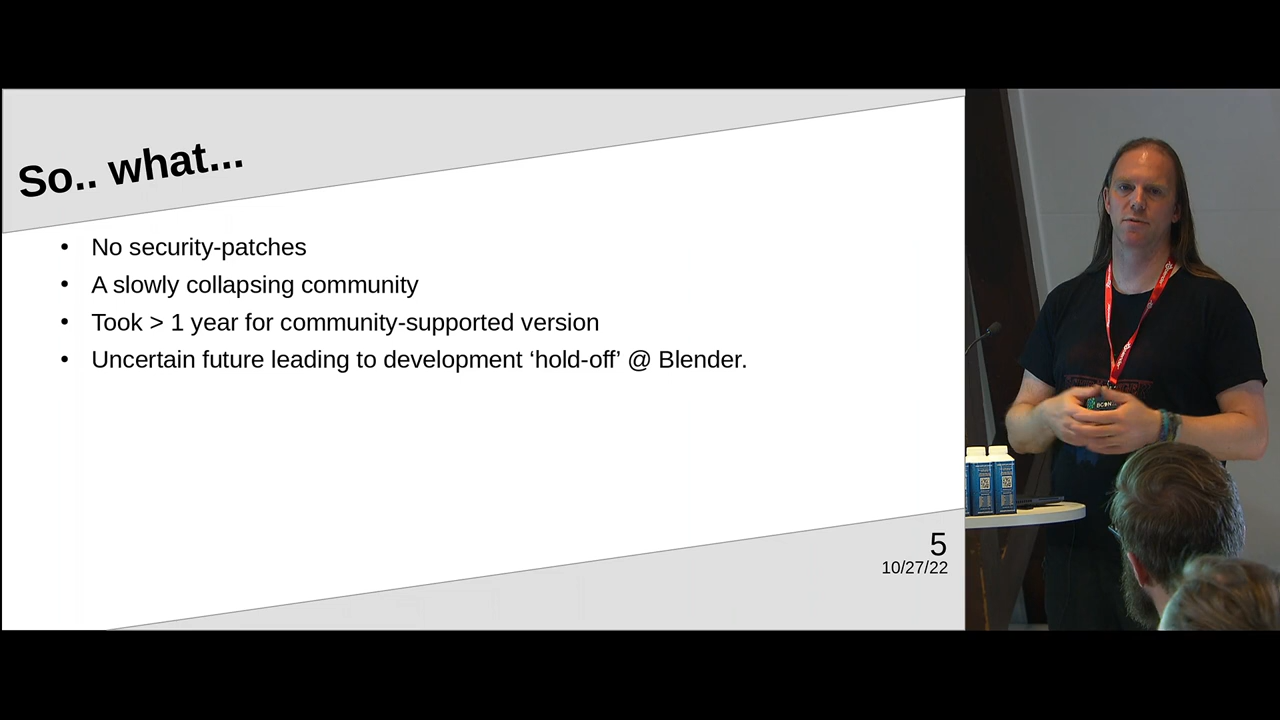 So.. what...
• No security-patches
• A slowly collapsing community
• Took > 1 year for community-supported version
• Uncertain future leading to development ‘hold-off’ @ Blender.
5
10/27/22
BCON